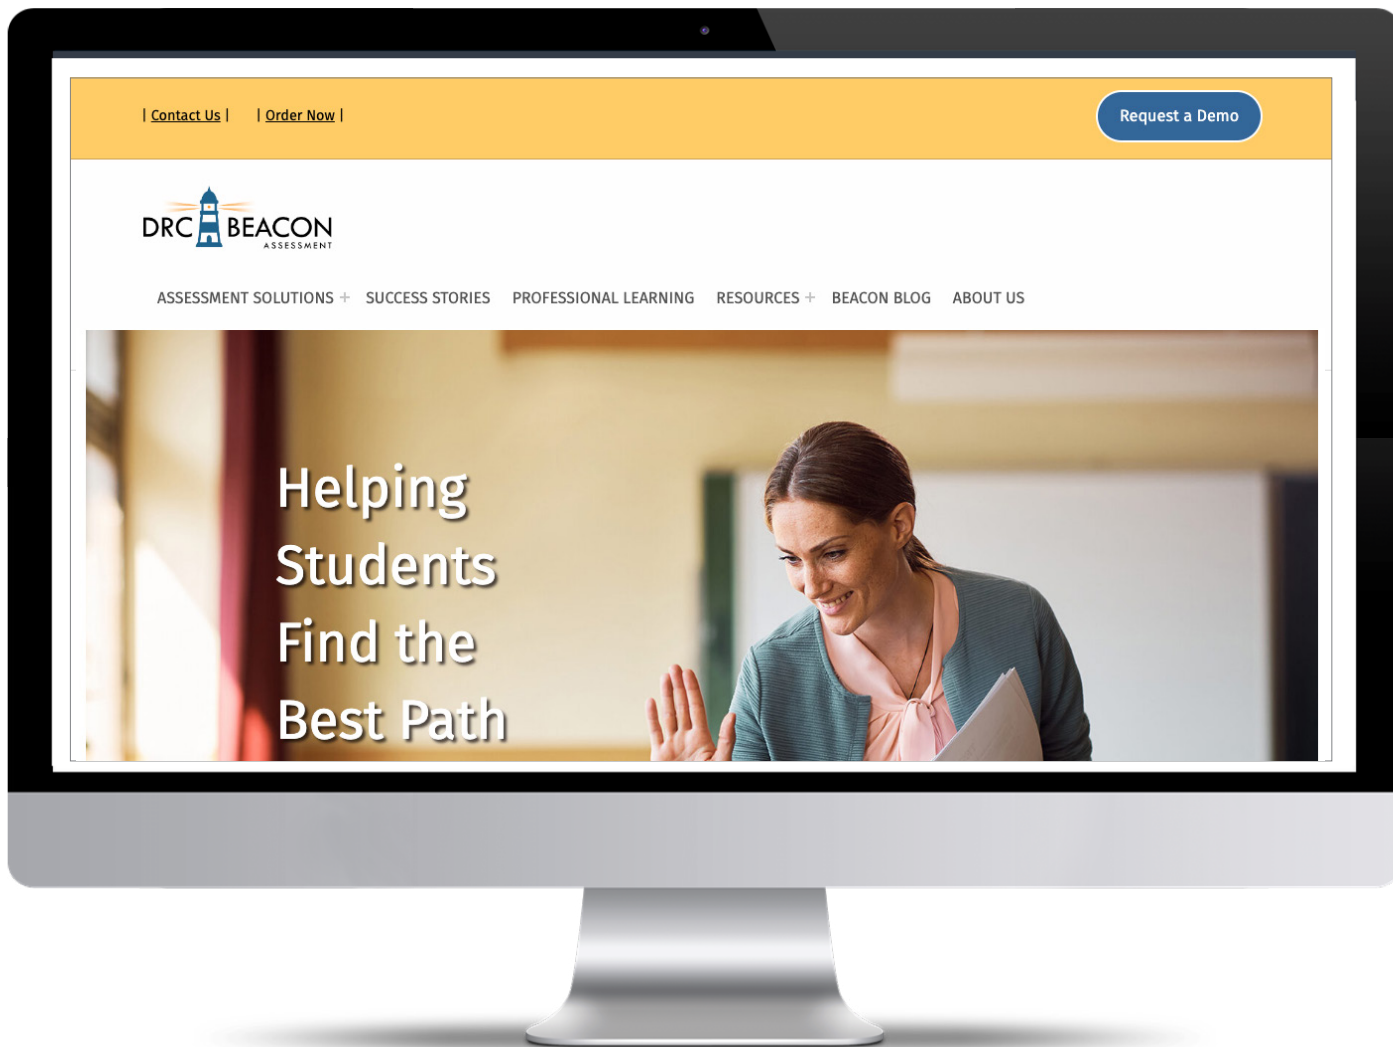 | Contact Us | | Order Now |
Request a Demo
DRC BEACON
ASSESSMENT
ASSESSMENT SOLUTIONS + SUCCESS STORIES PROFESSIONAL LEARNING RESOURCES + BEACON BLOG ABOUT US
Helping
Students
Find the
Best Path